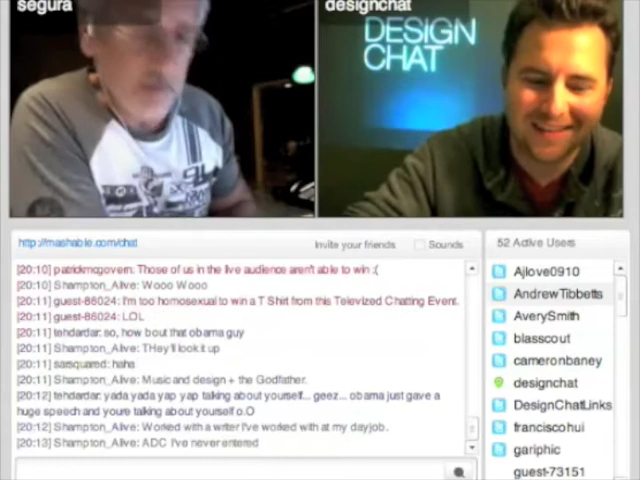 segura
designchat
DESIGN
CHAT
http://mashable.com/chat
Invite your friends
Sounds
52 Active Users
[20:10] patrickmcgovern: Those of us in the live audience aren't able to win :(
[20:10] Shampton_Alive: Wooo Wooo
[20:11] guest-86024: I'm too homosexual to win a T Shirt from this Televized Chatting Event.
[20:11] guest-86024: LOL
[20:11] tehdardar: so, how bout that obama guy
[20:11] Shampton_Alive: THey'll look it up
[20:11] sarsquared: haha
[20:11] Shampton_Alive: Music and design + the Godfather.
[20:12] tehdardar: yada yada yap yap talking about yourself... geez... obama just gave a
huge speech and youre talking about yourself o.O
[20:12] Shampton_Alive: Worked with a writer I've worked with at my dayjob.
[20:13] Shampton_Alive: ADC I've never entered
Ajlove0910
AndrewTibbetts
AverySmith
blasscout
cameronbaney
designchat
DesignChatLinks
franciscohui
gariphic
guest-73151